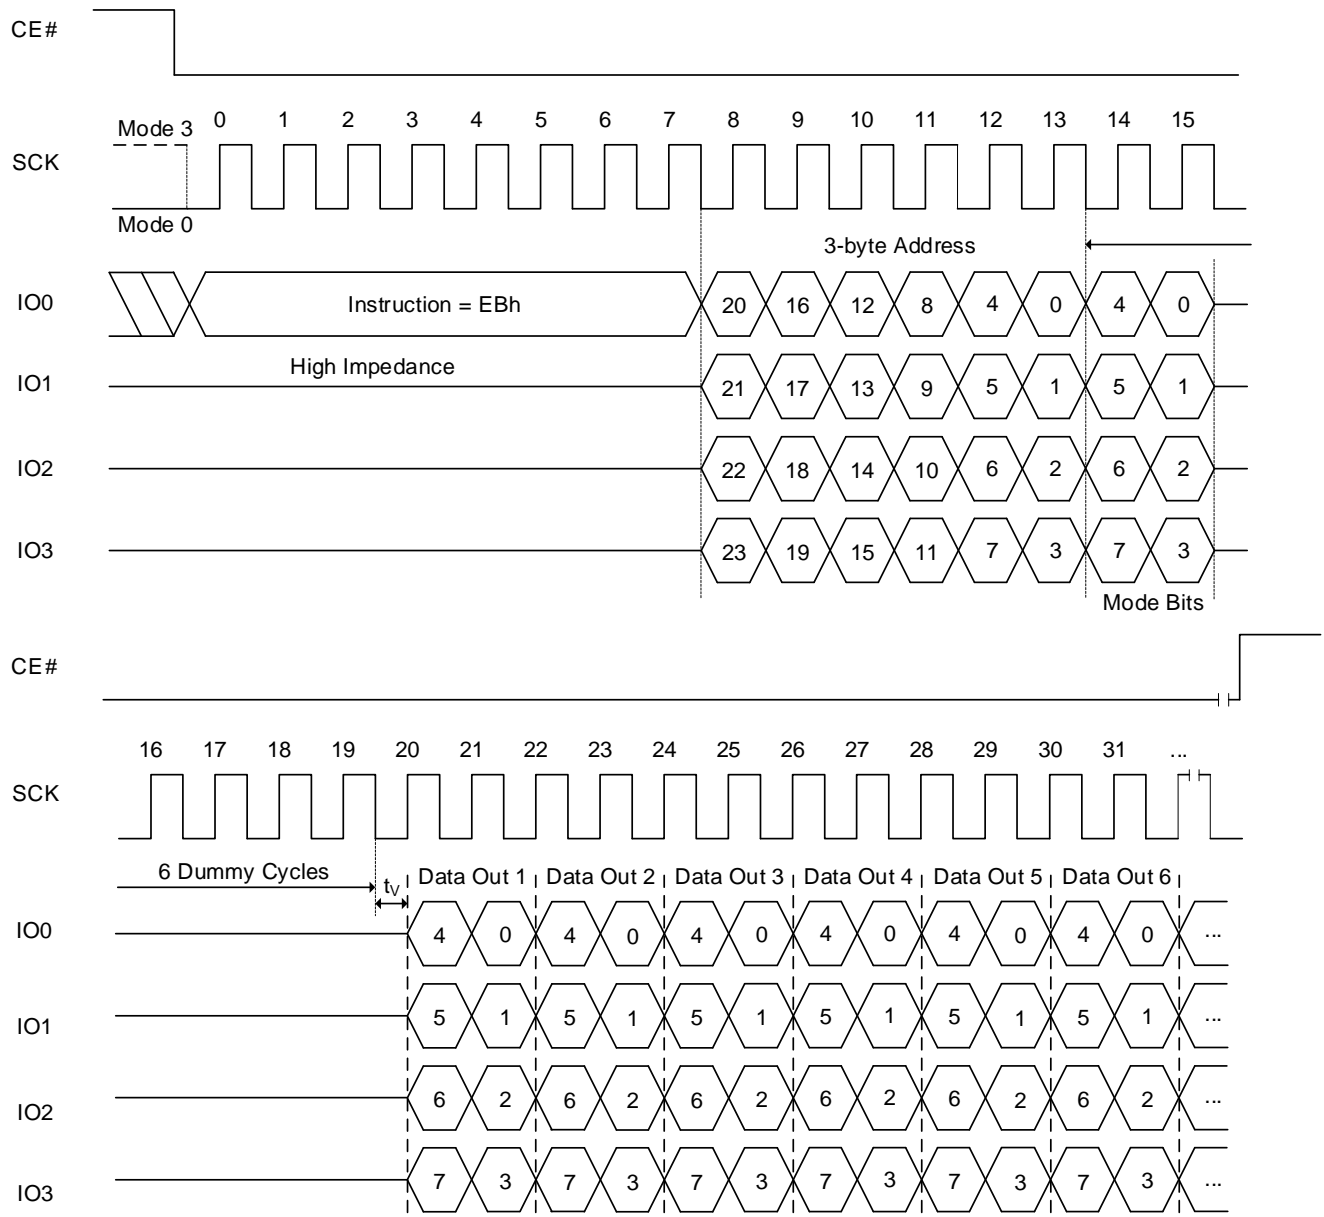 CE#
Mode 3 0 1 2 3 4 5 6 7 8 9 10 11 12 13 14 15
SCK
Mode 0
3-byte Address
IO0 Instruction = EBh 20 16 12 8 4 0 4 0
High Impedance
IO1 21 17 13 9 5 1 5 1
IO2 22 18 14 10 6 2 6 2
IO3 23 19 15 11 7 3 7 3
Mode Bits
CE#
16 17 18 19 20 21 22 23 24 25 26 27 28 29 30 31 ...
SCK
6 Dummy Cycles tV Data Out 1 Data Out 2 Data Out 3 Data Out 4 Data Out 5 Data Out 6
IO0 4 0 4 0 4 0 4 0 4 0 4 0 ...
IO1 5 1 5 1 5 1 5 1 5 1 5 1 ...
IO2 6 2 6 2 6 2 6 2 6 2 6 2 ...
IO3 7 3 7 3 7 3 7 3 7 3 7 3 ...